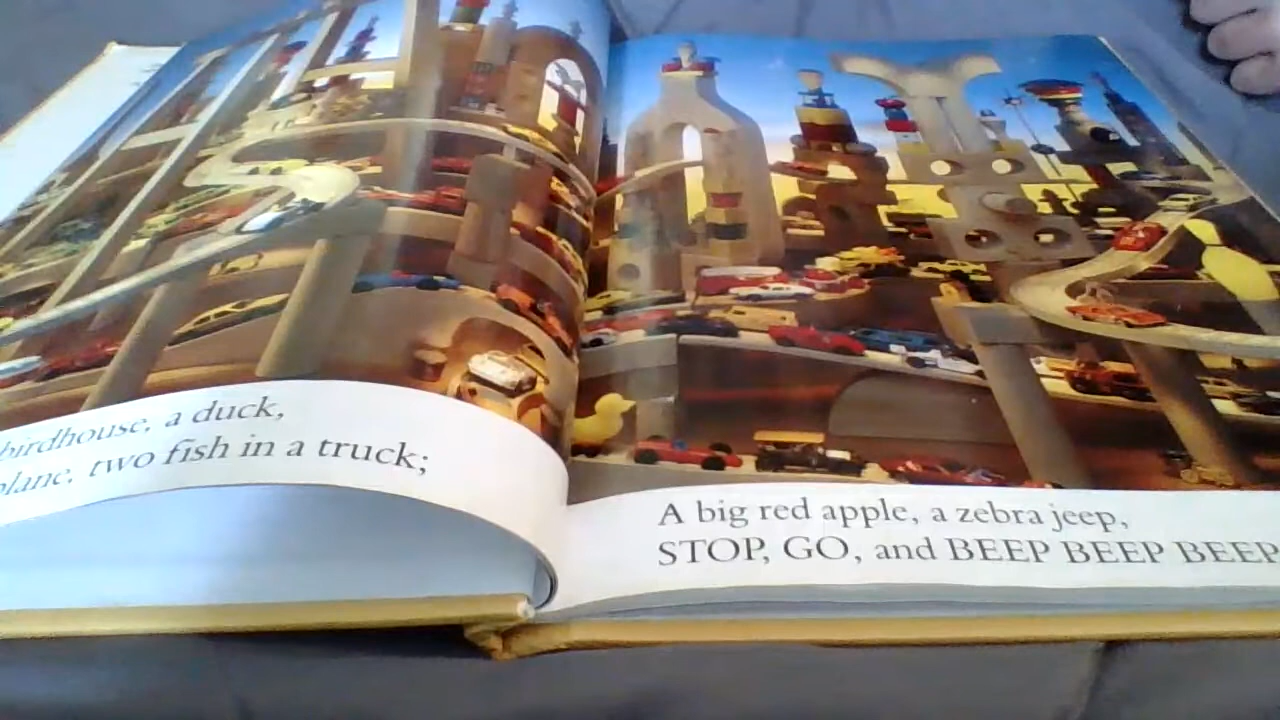 birdhouse, a duck,
plane, two fish in a truck;
A big red apple, a zebra jeep,
STOP, GO, and BEEP BEEP BEEP